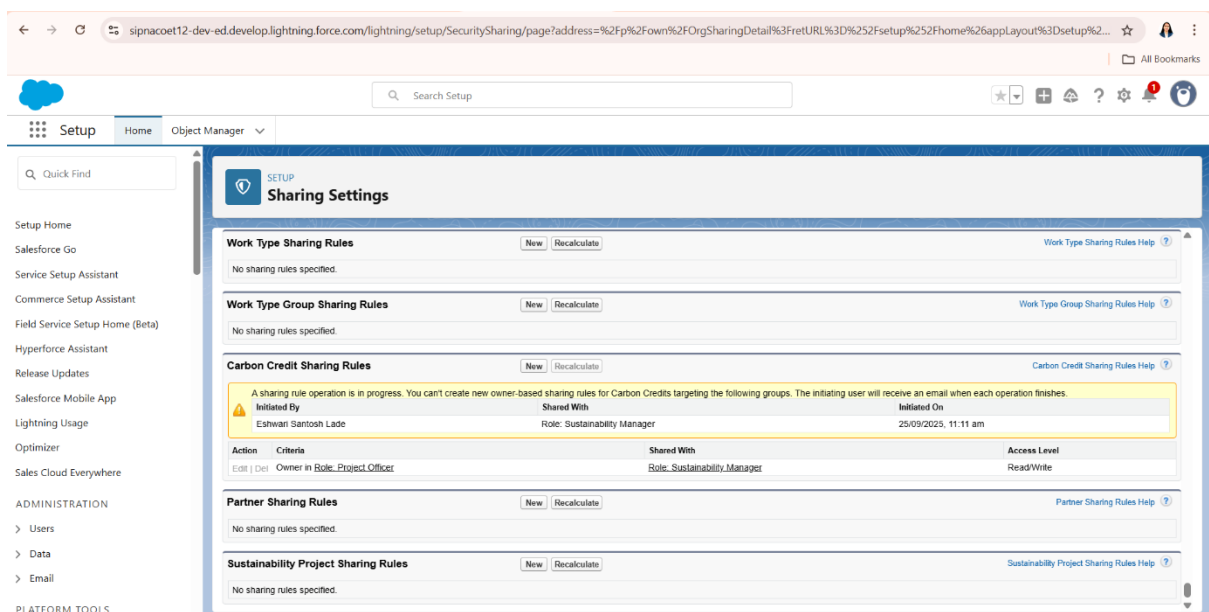 sipnacoet12-dev-ed.develop.lightning.force.com/lightning/setup/SecuritySharing/page?address=%2Fp%2Fown%2FOrgSharingDetail%3FretURL%3D%252Fsetup%252Fhome%26appLayout%3Dsetup%2...
All Bookmarks
Search Setup
1
Setup Home Object Manager
Quick Find
Setup Home
Salesforce Go
Service Setup Assistant
Commerce Setup Assistant
Field Service Setup Home (Beta)
Hyperforce Assistant
Release Updates
Salesforce Mobile App
Lightning Usage
Optimizer
Sales Cloud Everywhere
ADMINISTRATION
Users
Data
Email
PLATFORM TOOLS
SETUP
Sharing Settings
Work Type Sharing Rules New Recalculate Work Type Sharing Rules Help ?
No sharing rules specified.
Work Type Group Sharing Rules New Recalculate Work Type Group Sharing Rules Help ?
No sharing rules specified.
Carbon Credit Sharing Rules New Recalculate Carbon Credit Sharing Rules Help ?
A sharing rule operation is in progress. You can't create new owner-based sharing rules for Carbon Credits targeting the following groups. The initiating user will receive an email when each operation finishes.
Initiated By Shared With Initiated On
Eshwari Santosh Lade Role: Sustainability Manager 25/09/2025, 11:11 am
Action Criteria Shared With Access Level
Edit | Del Owner in Role: Project Officer Role: Sustainability Manager Read/Write
Partner Sharing Rules New Recalculate Partner Sharing Rules Help ?
No sharing rules specified.
Sustainability Project Sharing Rules New Recalculate Sustainability Project Sharing Rules Help ?
No sharing rules specified.